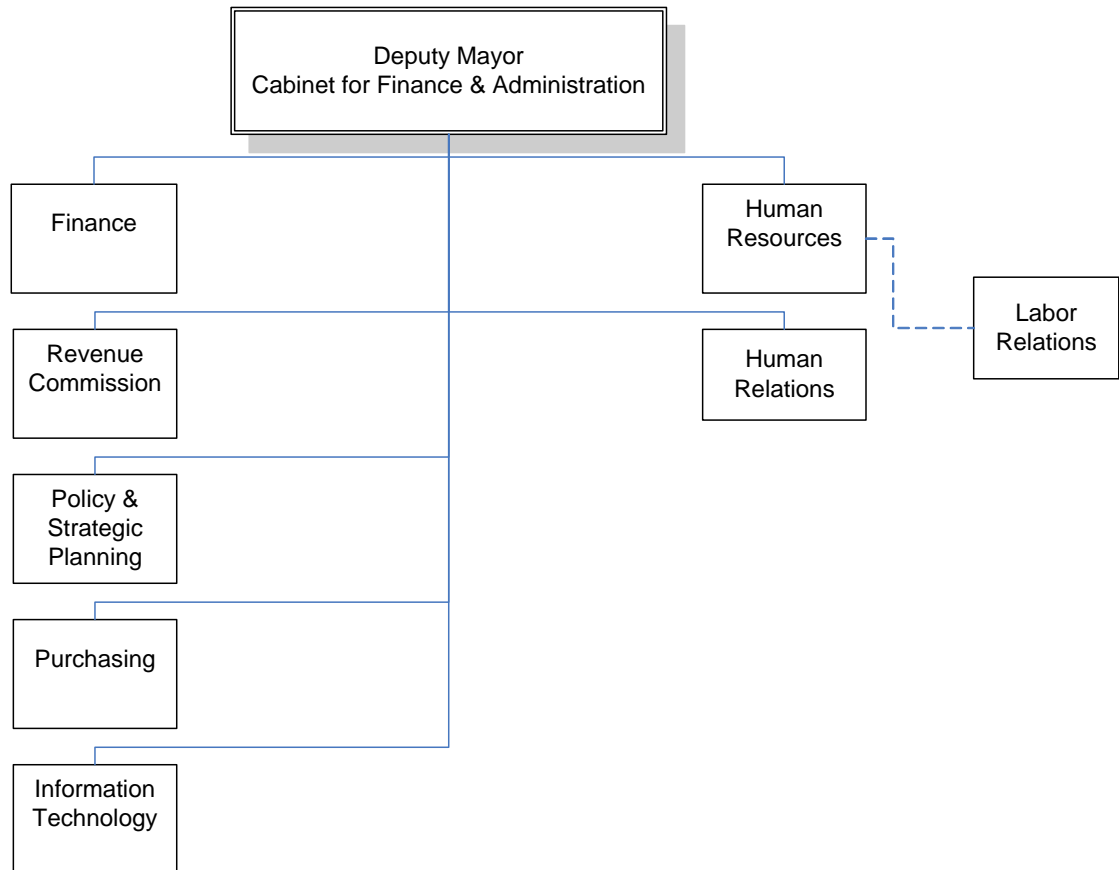 Deputy Mayor
Cabinet for Finance & Administration
Finance
Human
Resources
Labor
Relations
Revenue
Commission
Human
Relations
Policy &
Strategic
Planning
Purchasing
Information
Technology